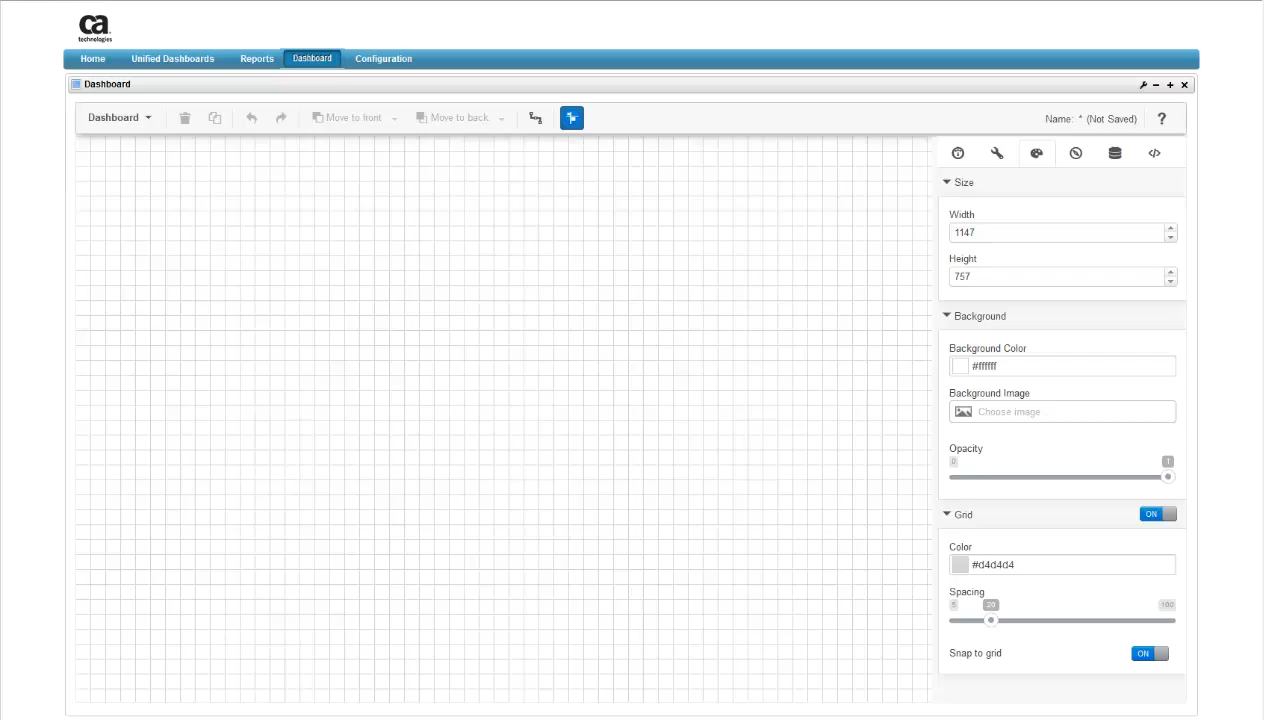 ca
technologies
Home Unified Dashboards Reports Dashboard Configuration
Dashboard
Dashboard Move to front Move to back Name: * (Not Saved) ?
Size
Width
1147
Height
757
Background
Background Color
#ffffff
Background Image
Choose image
Opacity
0 1
Grid ON
Color
#d4d4d4
Spacing
5 20 100
Snap to grid ON